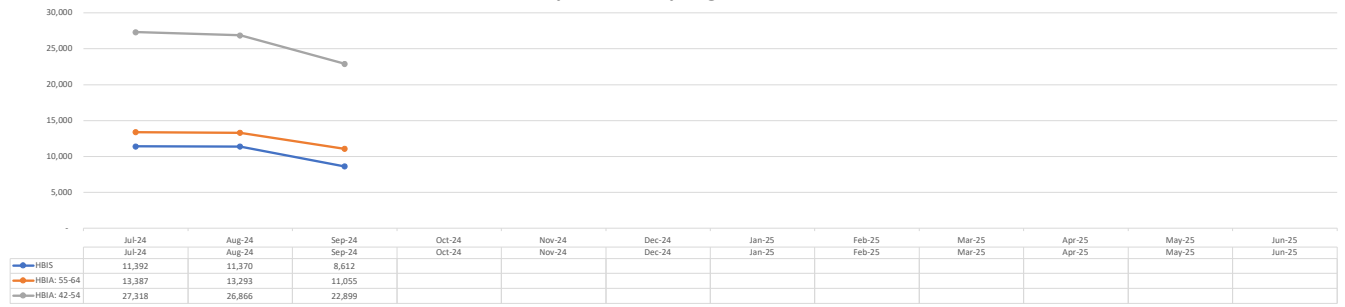 30,000
25,000
20,000
15,000
10,000
5,000
-
Jul-24 Aug-24 Sep-24 Oct-24 Nov-24 Dec-24 Jan-25 Feb-25 Mar-25 Apr-25 May-25 Jun-25
Jul-24 Aug-24 Sep-24 Oct-24 Nov-24 Dec-24 Jan-25 Feb-25 Mar-25 Apr-25 May-25 Jun-25
HBIS 11,392 11,370 8,612
HBIA: 55-64 13,387 13,293 11,055
HBIA: 42-54 27,318 26,866 22,899